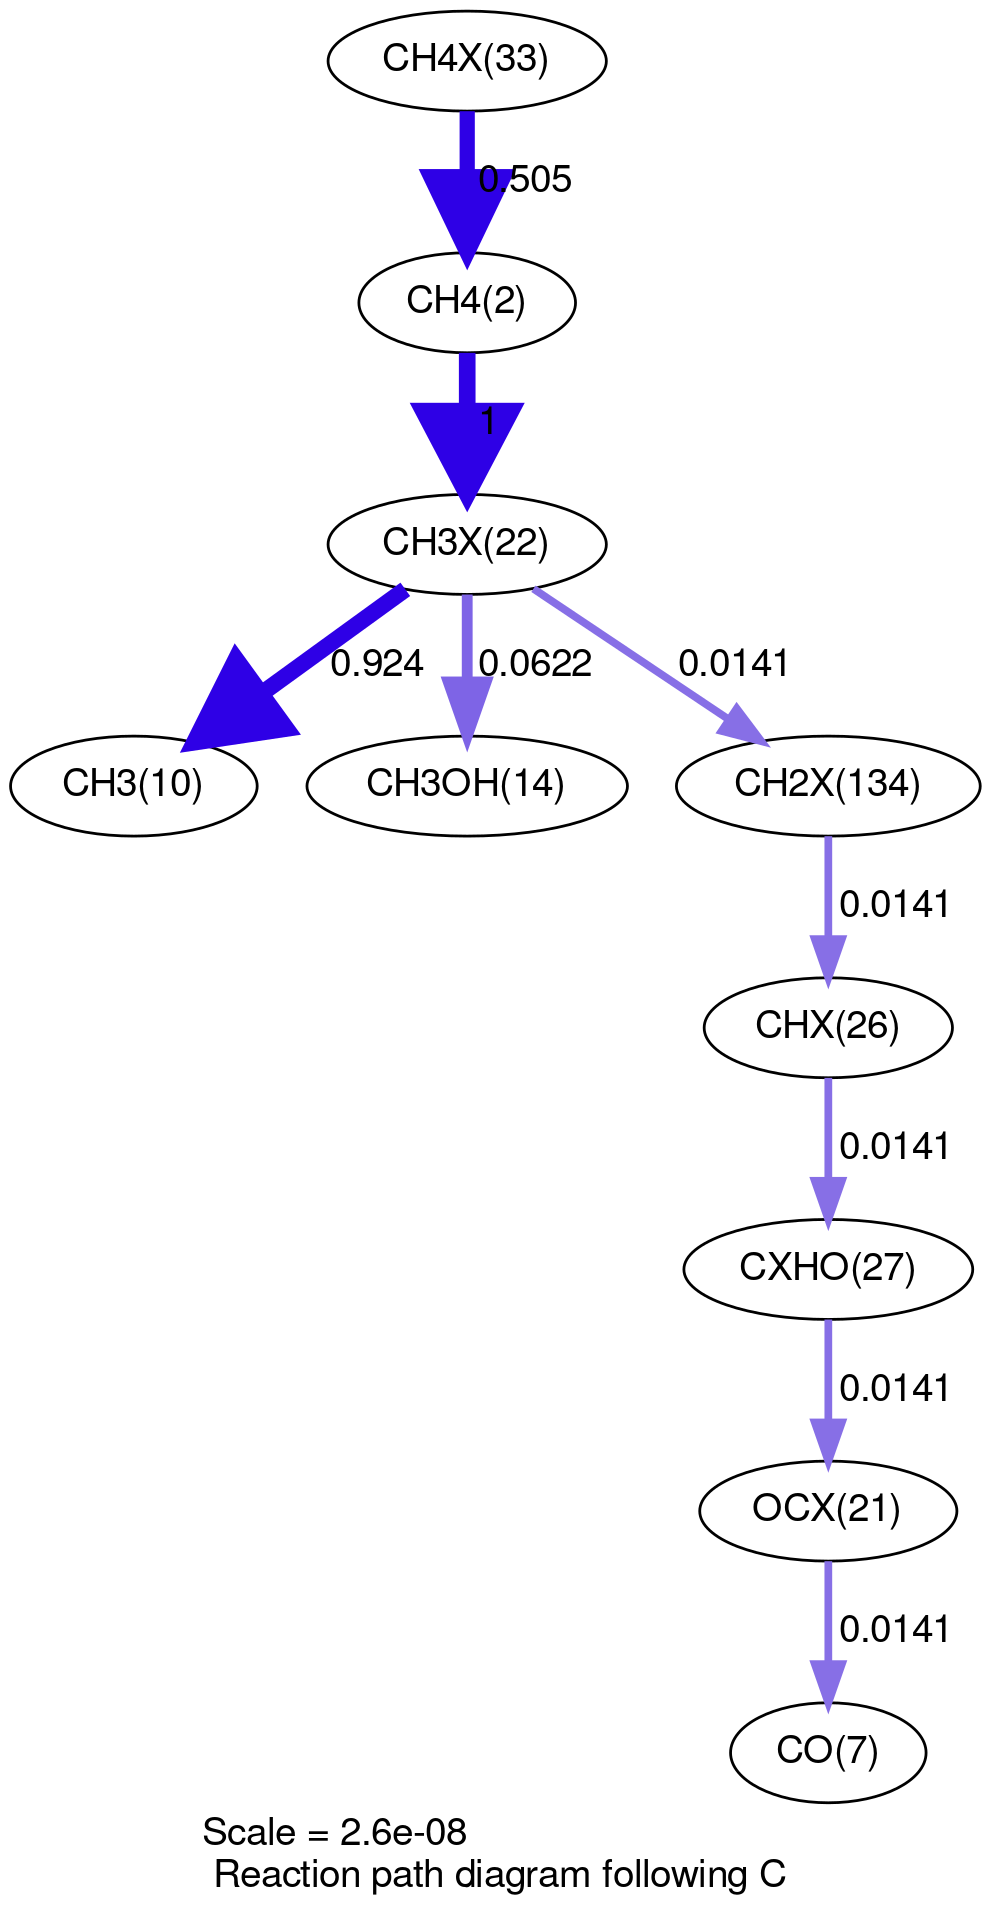 CH4X(33)
0.505
CH4(2)
1
CH3X(22)
0.924
0.0622
0.0141
CH3(10)
CH3OH(14)
CH2X(134)
0.0141
CHX(26)
0.0141
CXHO(27)
0.0141
OCX(21)
0.0141
CO(7)
Scale = 2.6e-08
Reaction path diagram following C